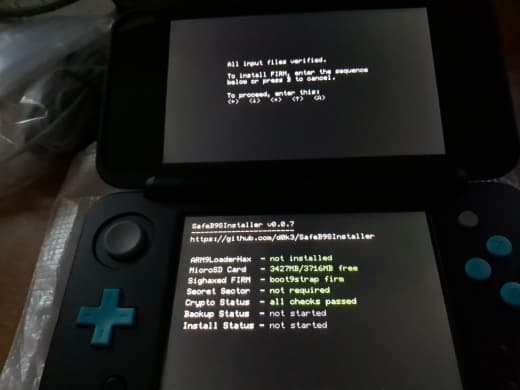 All input files verified.
To install FIRM, enter the sequence
below or press B to cancel.
To proceed, enter this:
(↓) (↑) (A)
SafeB9SInstaller v0.0.7
https://github.com/d0k3/SafeB9SInstaller
ARM9LoaderHax - not installed
MicroSD Card - 3427MB/3716MB free
Sighaxed FIRM - boot9strap firm
Secret Sector - not required
Crypto Status - all checks passed
Backup Status - not started
Install Status - not started